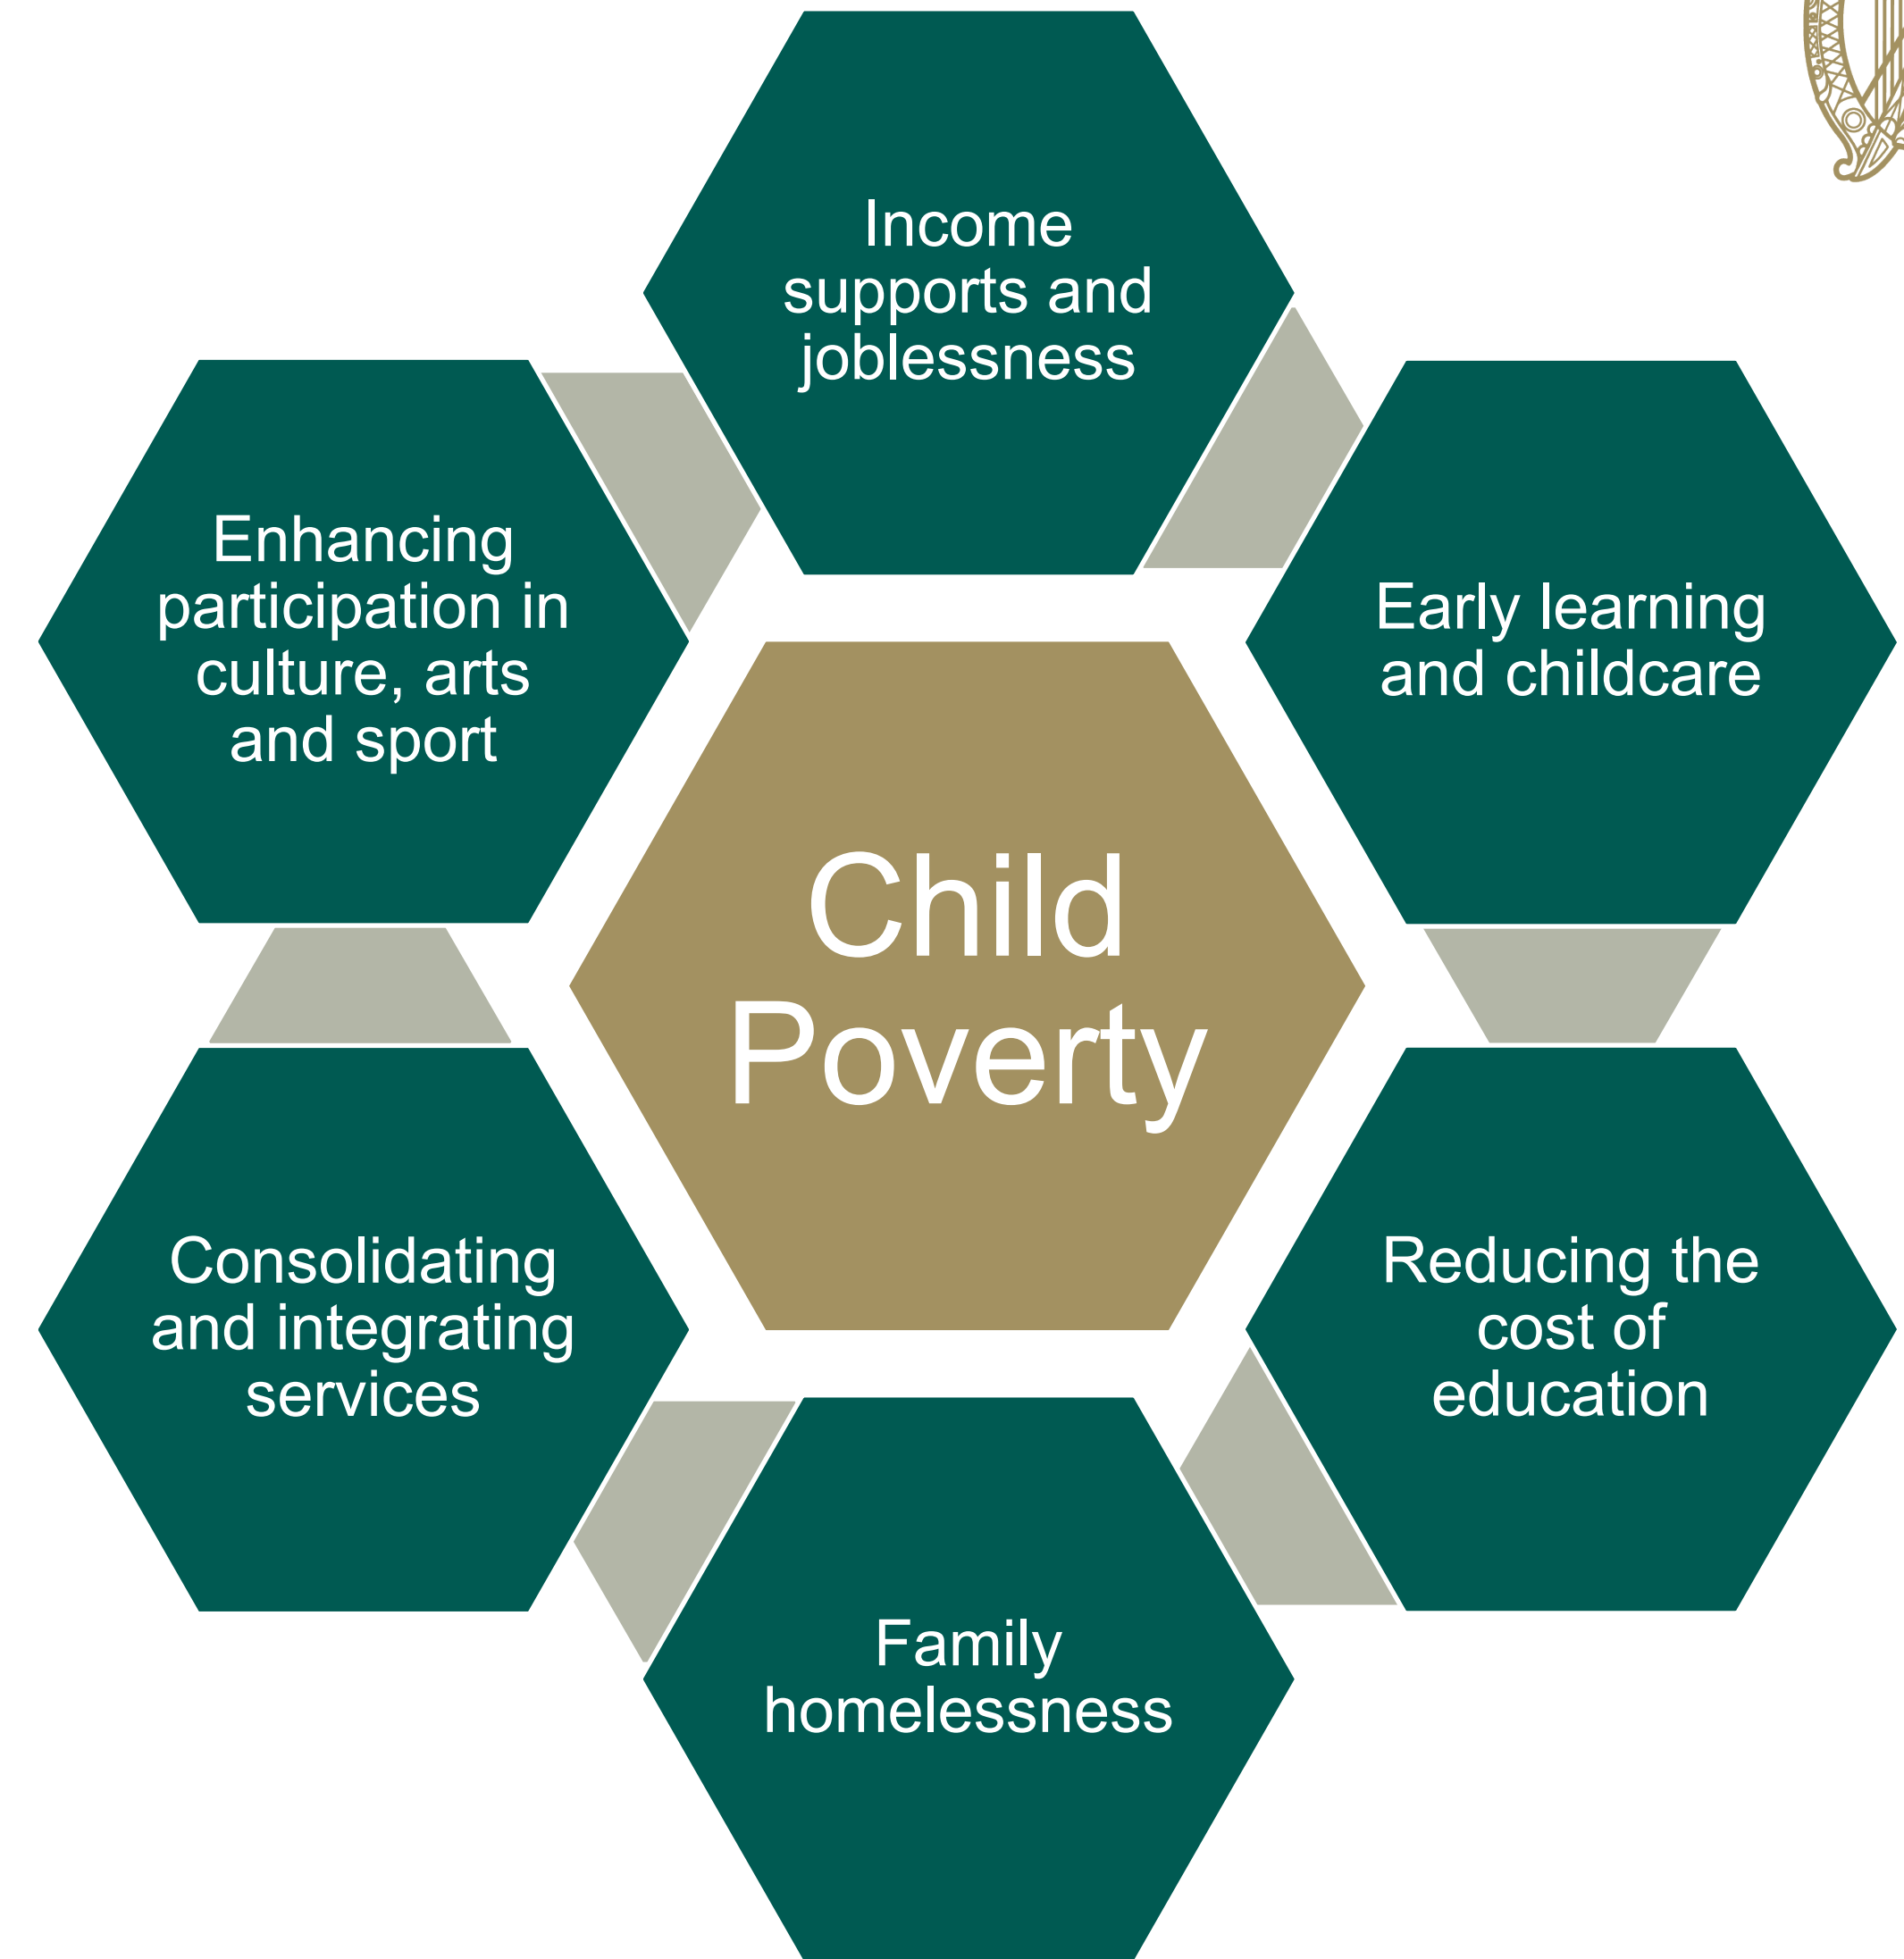 Income
supports and
joblessness
Early learning
and childcare
Reducing the
cost of
education
Family
homelessness
Consolidating
and integrating
services
Enhancing
participation in
culture, arts
and sport
Child
Poverty